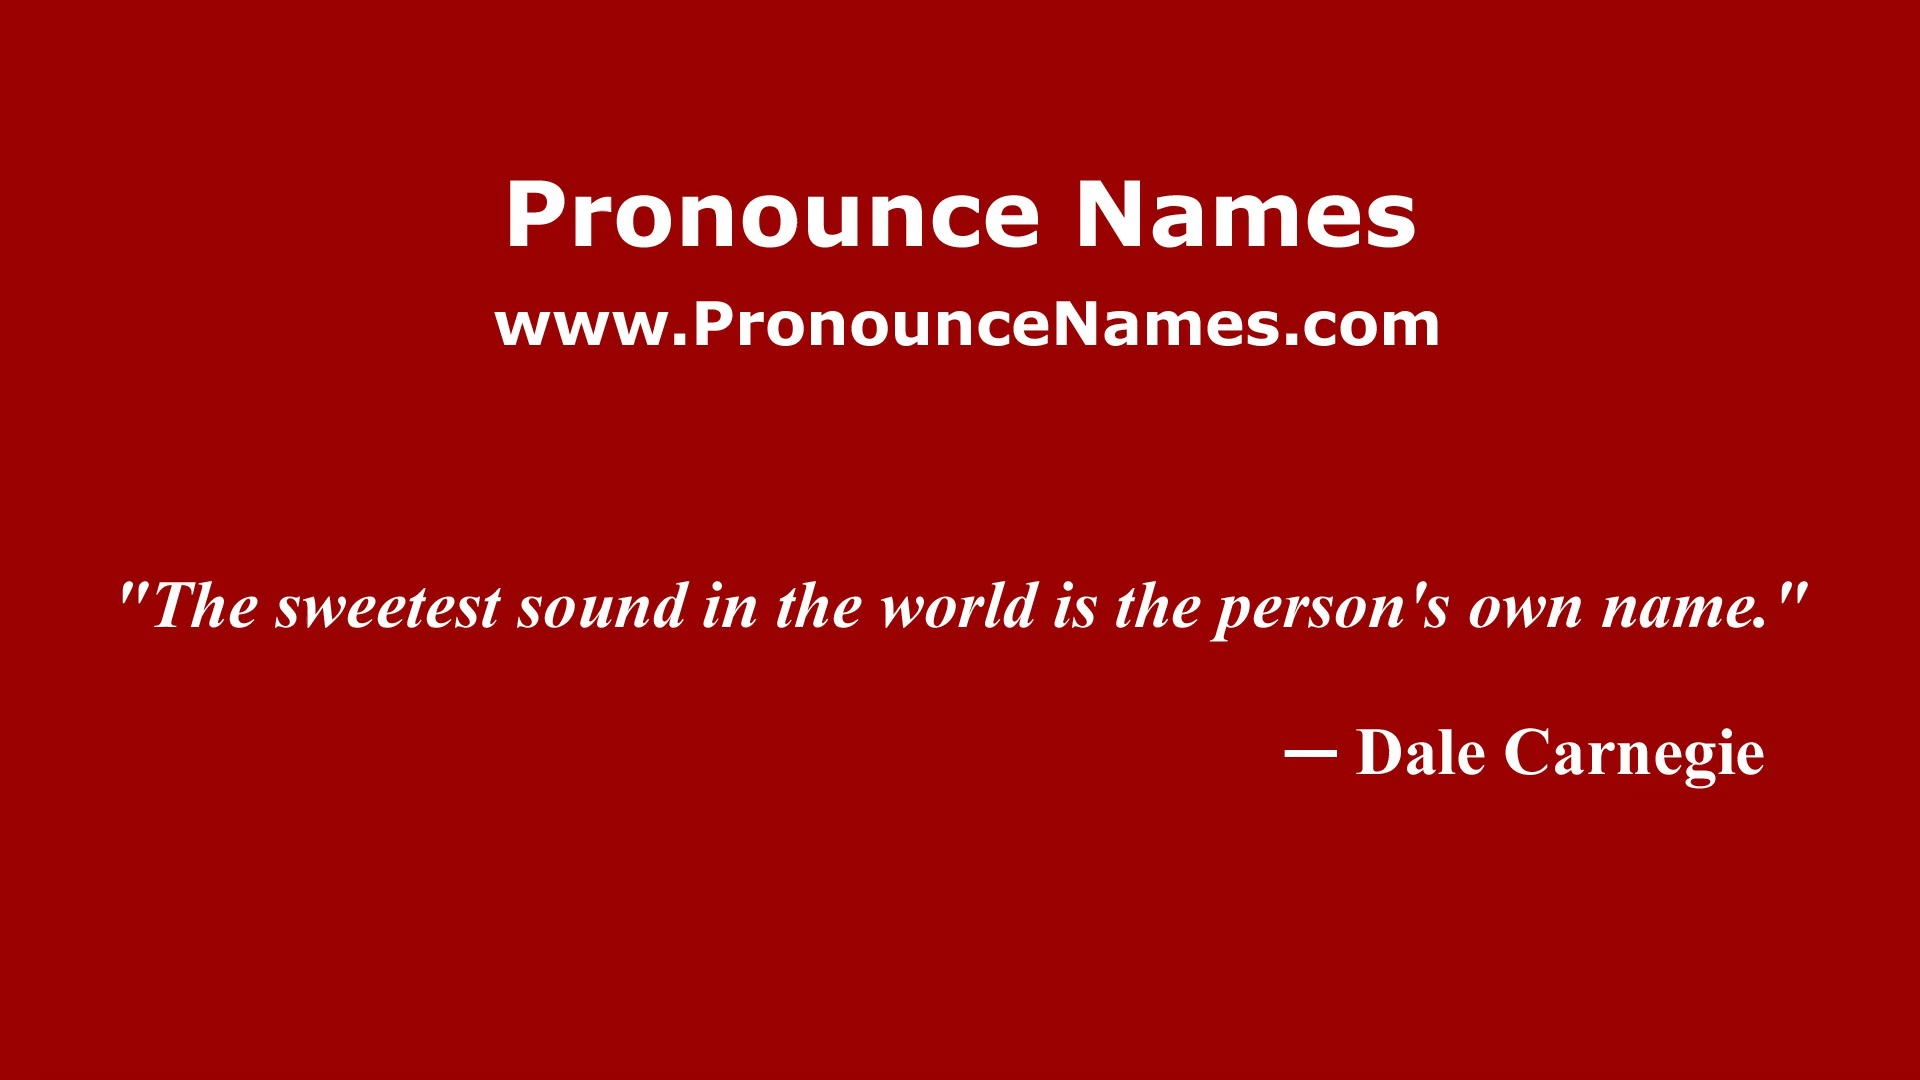 Pronounce Names
www.PronounceNames.com
"The sweetest sound in the world is the person's own name."
— Dale Carnegie